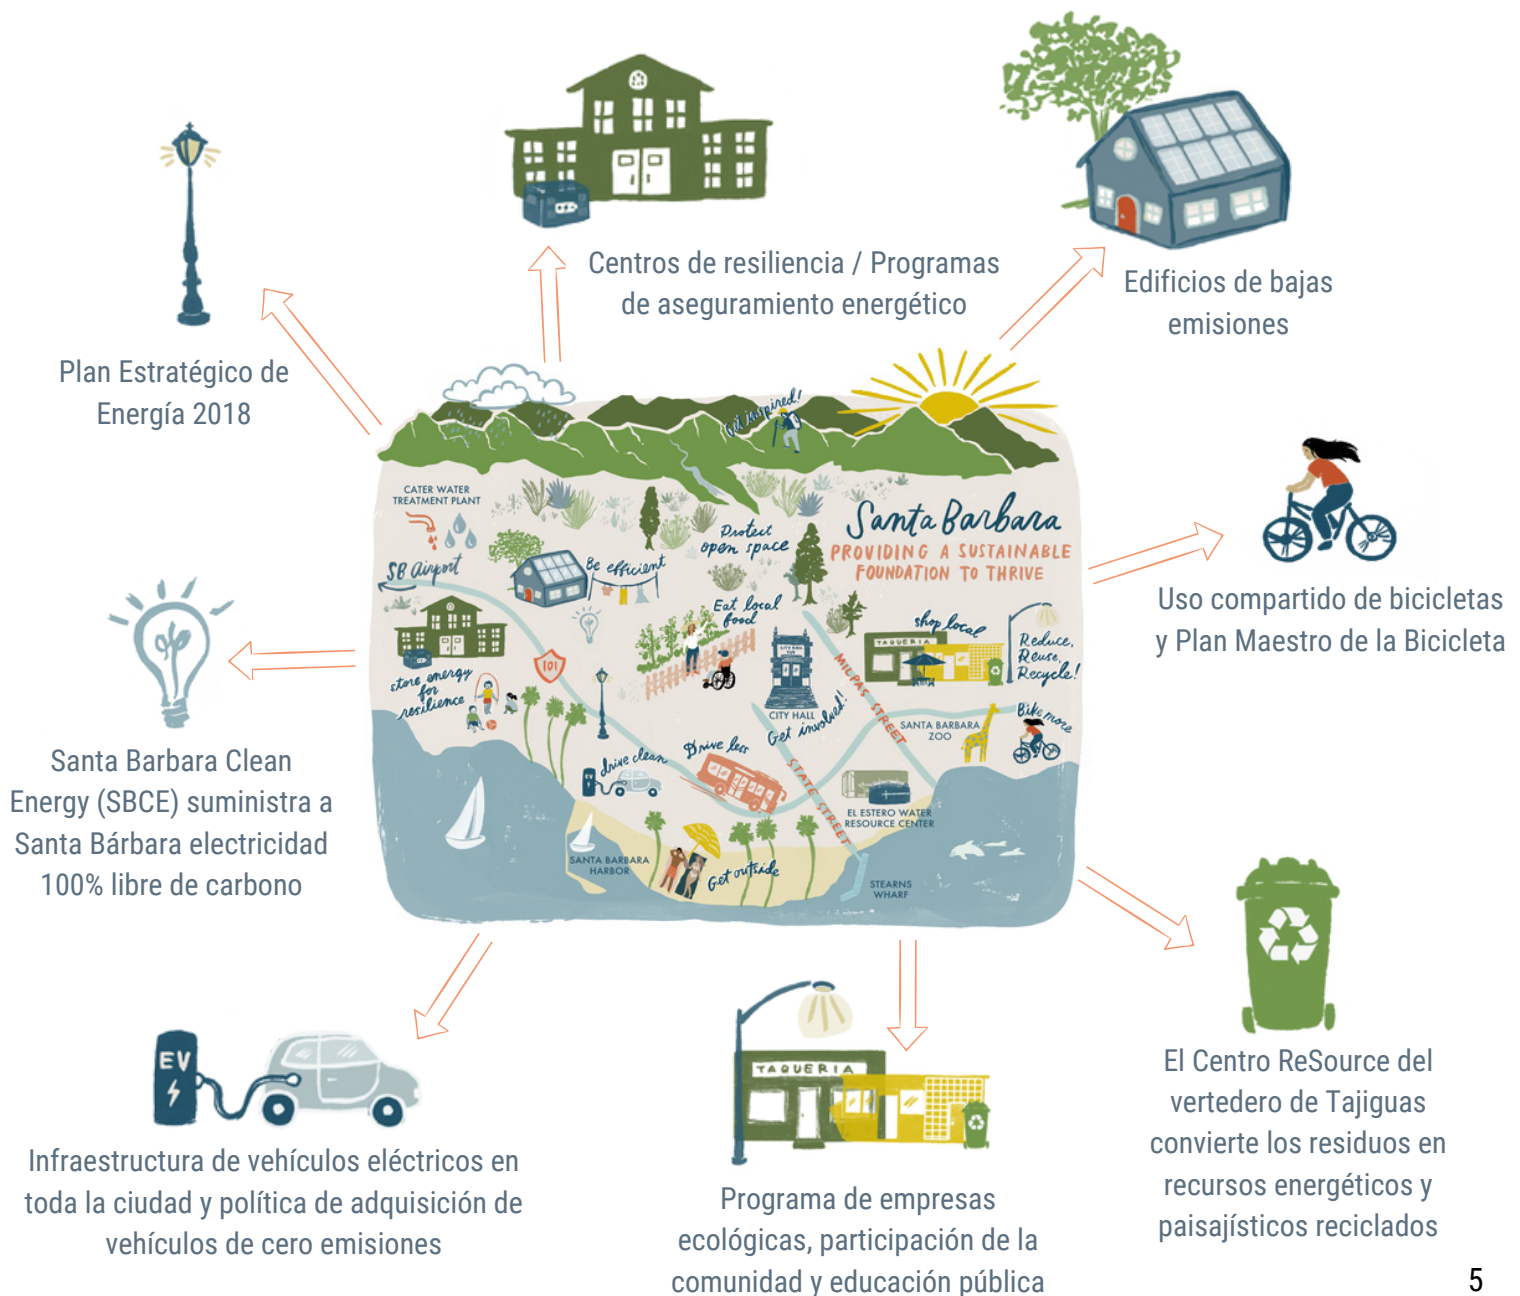 Centros de resiliencia / Programas
de aseguramiento energético
Edificios de bajas
emisiones
Plan Estratégico de
Energía 2018
Get inspired!
CATER WATER
TREATMENT PLANT
SB Airport
Be efficient
Protect
open space
Santa Barbara
PROVIDING A SUSTAINABLE
FOUNDATION TO THRIVE
Eat local
food
shop local
TAQUERIA
Reduce,
Reuse,
Recycle!
101
store energy
for
resilience
CITY HALL
Get involved!
MILPAS STREET
SANTA BARBARA
ZOO
Bike more
drive clean
Drive less
STATE STREET
EL ESTERO WATER
RESOURCE CENTER
SANTA BARBARA
HARBOR
Get outside
STEARNS
WHARF
Uso compartido de bicicletas
y Plan Maestro de la Bicicleta
Santa Barbara Clean
Energy (SBCE) suministra a
Santa Bárbara electricidad
100% libre de carbono
EV
Infraestructura de vehículos eléctricos en
toda la ciudad y política de adquisición de
vehículos de cero emisiones
TAQUERIA
Programa de empresas
ecológicas, participación de la
comunidad y educación pública
El Centro ReSource del
vertedero de Tajiguas
convierte los residuos en
recursos energéticos y
paisajísticos reciclados
5